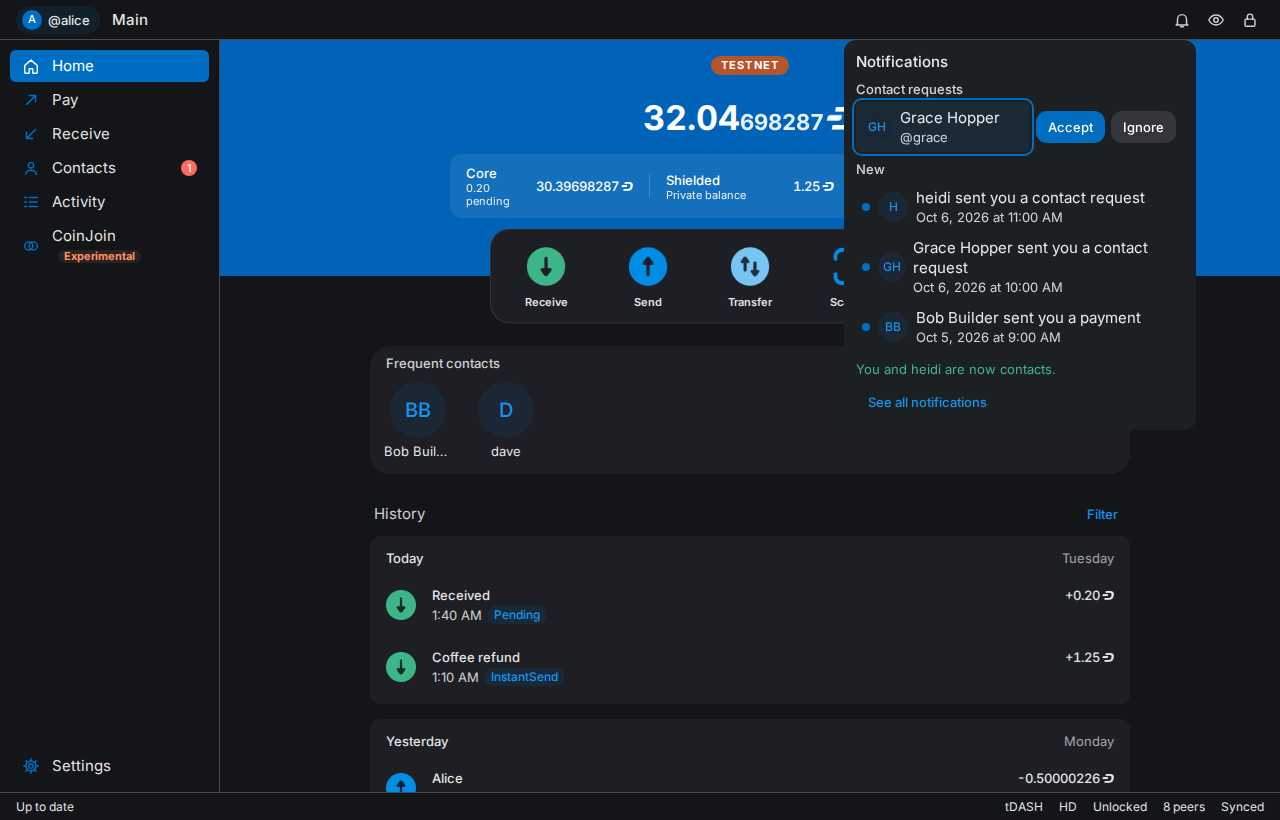 A @alice Main
Home
Pay
Receive
Contacts 1
Activity
CoinJoin
Experimental
Settings
TESTNET
32.04698287
Core
0.20
pending
30.39698287
Shielded
Private balance
1.25
Receive
Send
Transfer
Notifications
Contact requests
GH Grace Hopper
@grace
Accept
Ignore
New
H heidi sent you a contact request
Oct 6, 2026 at 11:00 AM
GH Grace Hopper sent you a contact
request
Oct 6, 2026 at 10:00 AM
BB Bob Builder sent you a payment
Oct 5, 2026 at 9:00 AM
You and heidi are now contacts.
See all notifications
Frequent contacts
BB
Bob Buil...
D
dave
History Filter
Today Tuesday
Received +0.20
1:40 AM Pending
Coffee refund +1.25
1:10 AM InstantSend
Yesterday Monday
Alice -0.50000226
Up to date tDASH HD Unlocked 8 peers Synced